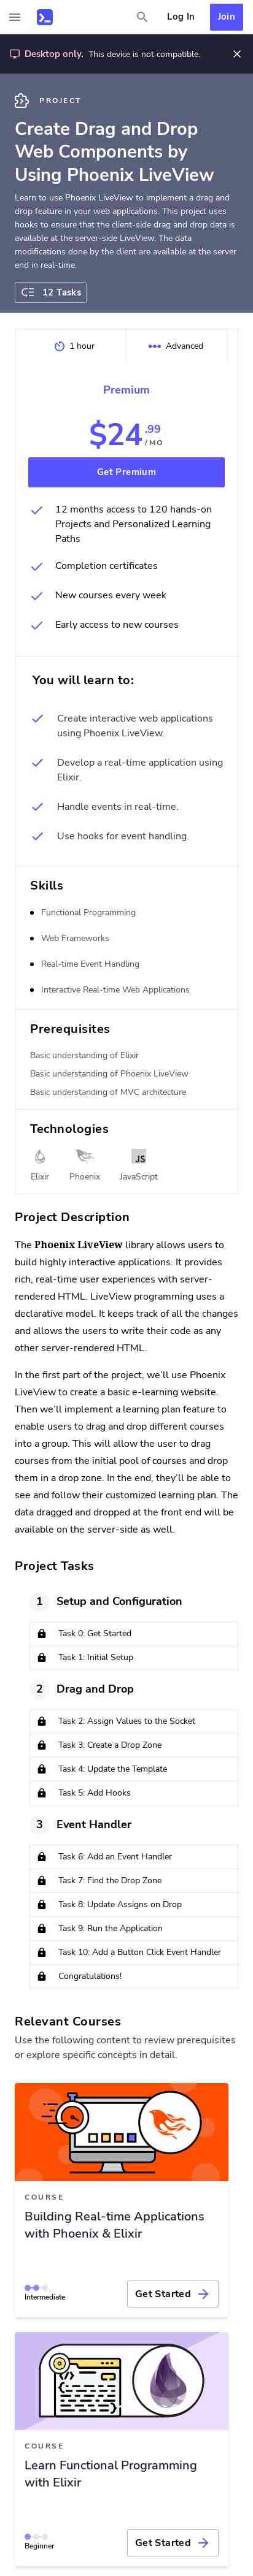 Log In
Join
Desktop only. This device is not compatible.
PROJECT
Create Drag and Drop
Web Components by
Using Phoenix LiveView
Learn to use Phoenix LiveView to implement a drag and
drop feature in your web applications. This project uses
hooks to ensure that the client-side drag and drop data is
available at the server-side LiveView. The data
modifications done by the client are available at the server
end in real-time.
12 Tasks
1 hour
Advanced
Premium
$24.99
/MO
Get Premium
12 months access to 120 hands-on
Projects and Personalized Learning
Paths
Completion certificates
New courses every week
Early access to new courses
You will learn to:
Create interactive web applications
using Phoenix LiveView.
Develop a real-time application using
Elixir.
Handle events in real-time.
Use hooks for event handling.
Skills
Functional Programming
Web Frameworks
Real-time Event Handling
Interactive Real-time Web Applications
Prerequisites
Basic understanding of Elixir
Basic understanding of Phoenix LiveView
Basic understanding of MVC architecture
Technologies
JS
Elixir
Phoenix
JavaScript
Project Description
The Phoenix LiveView library allows users to
build highly interactive applications. It provides
rich, real-time user experiences with server-
rendered HTML. LiveView programming uses a
declarative model. It keeps track of all the changes
and allows the users to write their code as any
other server-rendered HTML.
In the first part of the project, we’ll use Phoenix
LiveView to create a basic e-learning website.
Then we’ll implement a learning plan feature to
enable users to drag and drop different courses
into a group. This will allow the user to drag
courses from the initial pool of courses and drop
them in a drop zone. In the end, they’ll be able to
see and follow their customized learning plan. The
data dragged and dropped at the front end will be
available on the server-side as well.
Project Tasks
1 Setup and Configuration
Task 0: Get Started
Task 1: Initial Setup
2 Drag and Drop
Task 2: Assign Values to the Socket
Task 3: Create a Drop Zone
Task 4: Update the Template
Task 5: Add Hooks
3 Event Handler
Task 6: Add an Event Handler
Task 7: Find the Drop Zone
Task 8: Update Assigns on Drop
Task 9: Run the Application
Task 10: Add a Button Click Event Handler
Congratulations!
Relevant Courses
Use the following content to review prerequisites
or explore specific concepts in detail.
COURSE
Building Real-time Applications
with Phoenix & Elixir
Intermediate
Get Started
COURSE
Learn Functional Programming
with Elixir
Beginner
Get Started